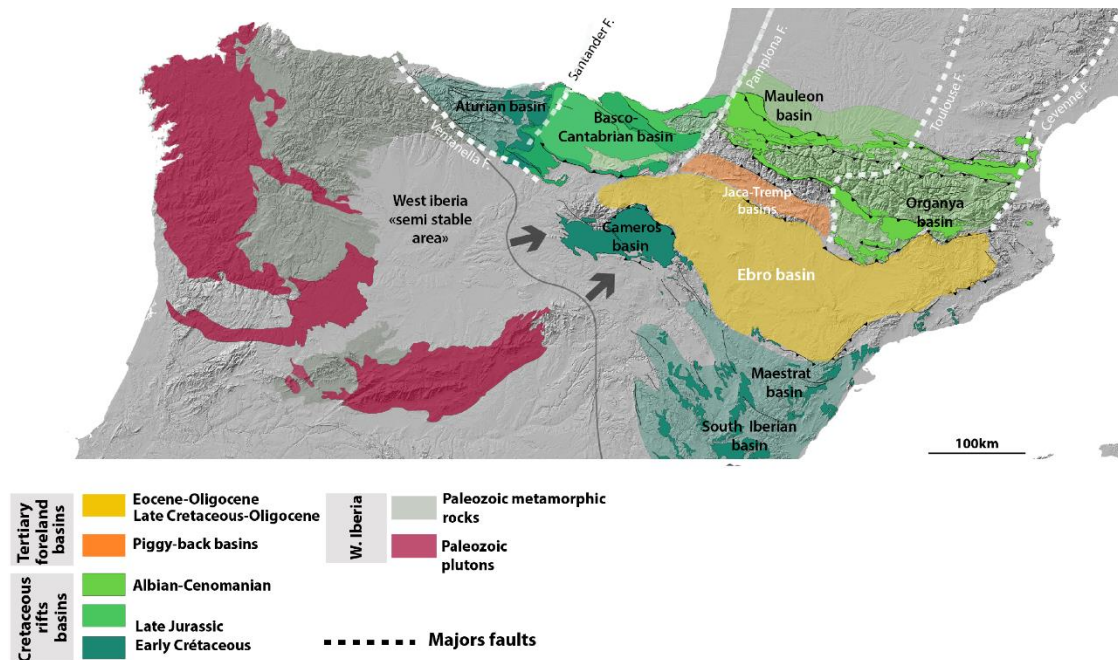 Santander F.
Pamplona F.
Toulouse F.
Cevenne F.
Ventaniella F.
Aturian basin
Basco-
Cantabrian basin
Mauleon
basin
West iberia
«semi stable
area»
Jaca-Tremp
basins
Organya
basin
Cameros
basin
Ebro basin
Maestrat
basin
South Iberian
basin
100km
Tertiary
foreland
basins
Eocene-Oligocene
Late Cretaceous-Oligocene
Piggy-back basins
Cretaceous
rifts
basins
Albian-Cenomanian
Late Jurassic
Early Crétaceous
W. Iberia
Paleozoic metamorphic
rocks
Paleozoic
plutons
Majors faults